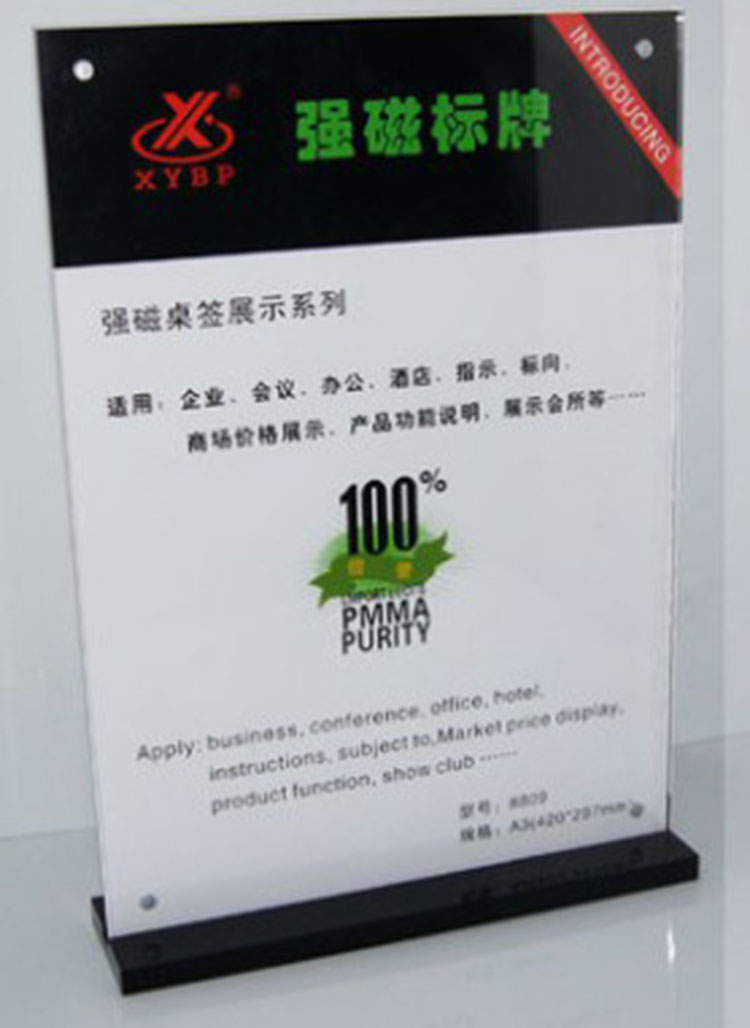 INTRODUCING
XYBP®
强磁标牌
强磁桌签展示系列
适用：企业、会议、办公、酒店、指示、标向、
商场价格展示、产品功能说明、展示会所等……
100%
PMMA
PURITY
Apply: business, conference, office, hotel,
instructions, subject to,Market price display,
product function, show club ……
型号：8809
规格：A3(420*297mm)